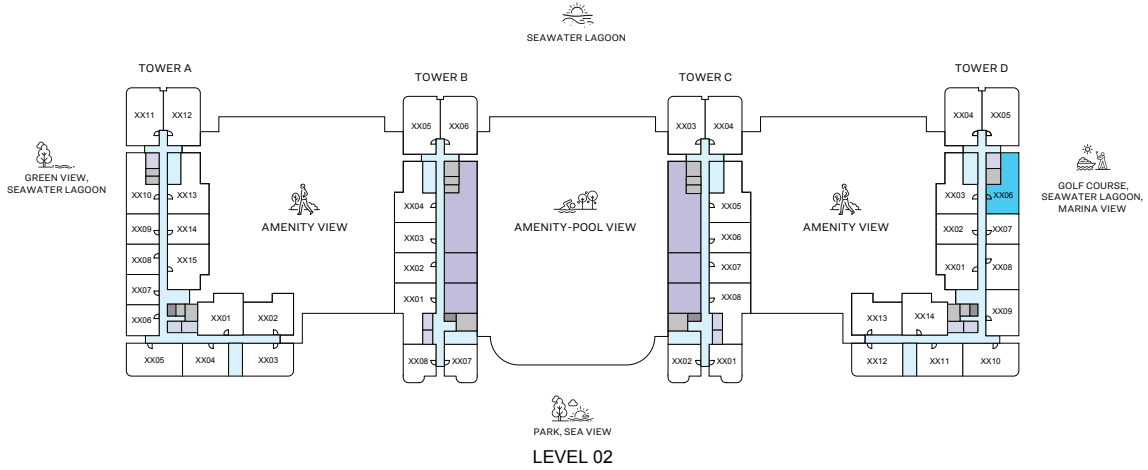 SEAWATER LAGOON
TOWER A
TOWER B
TOWER C
TOWER D
XX11
XX12
XX05
XX06
XX03
XX04
XX04
XX05
GREEN VIEW,
SEAWATER LAGOON
GOLF COURSE,
SEAWATER LAGOON,
MARINA VIEW
XX10
XX13
XX09
XX14
XX08
XX15
XX07
XX06
XX01
XX02
XX05
XX04
XX03
AMENITY VIEW
XX04
XX03
XX02
XX01
XX08
XX07
AMENITY-POOL VIEW
XX05
XX06
XX07
XX08
XX02
XX01
AMENITY VIEW
XX03
XX06
XX02
XX07
XX01
XX08
XX09
XX13
XX14
XX12
XX11
XX10
PARK, SEA VIEW
LEVEL 02